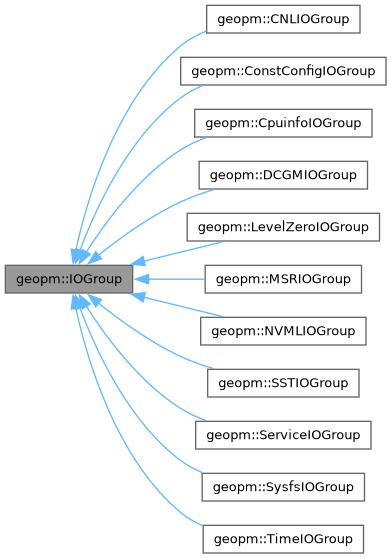 geopm::CNLIOGroup
geopm::ConstConfigIOGroup
geopm::CpuinfoIOGroup
geopm::DCGMIOGroup
geopm::LevelZeroIOGroup
geopm::IOGroup
geopm::MSRIOGroup
geopm::NVMLIOGroup
geopm::SSTIOGroup
geopm::ServiceIOGroup
geopm::SysfsIOGroup
geopm::TimeIOGroup